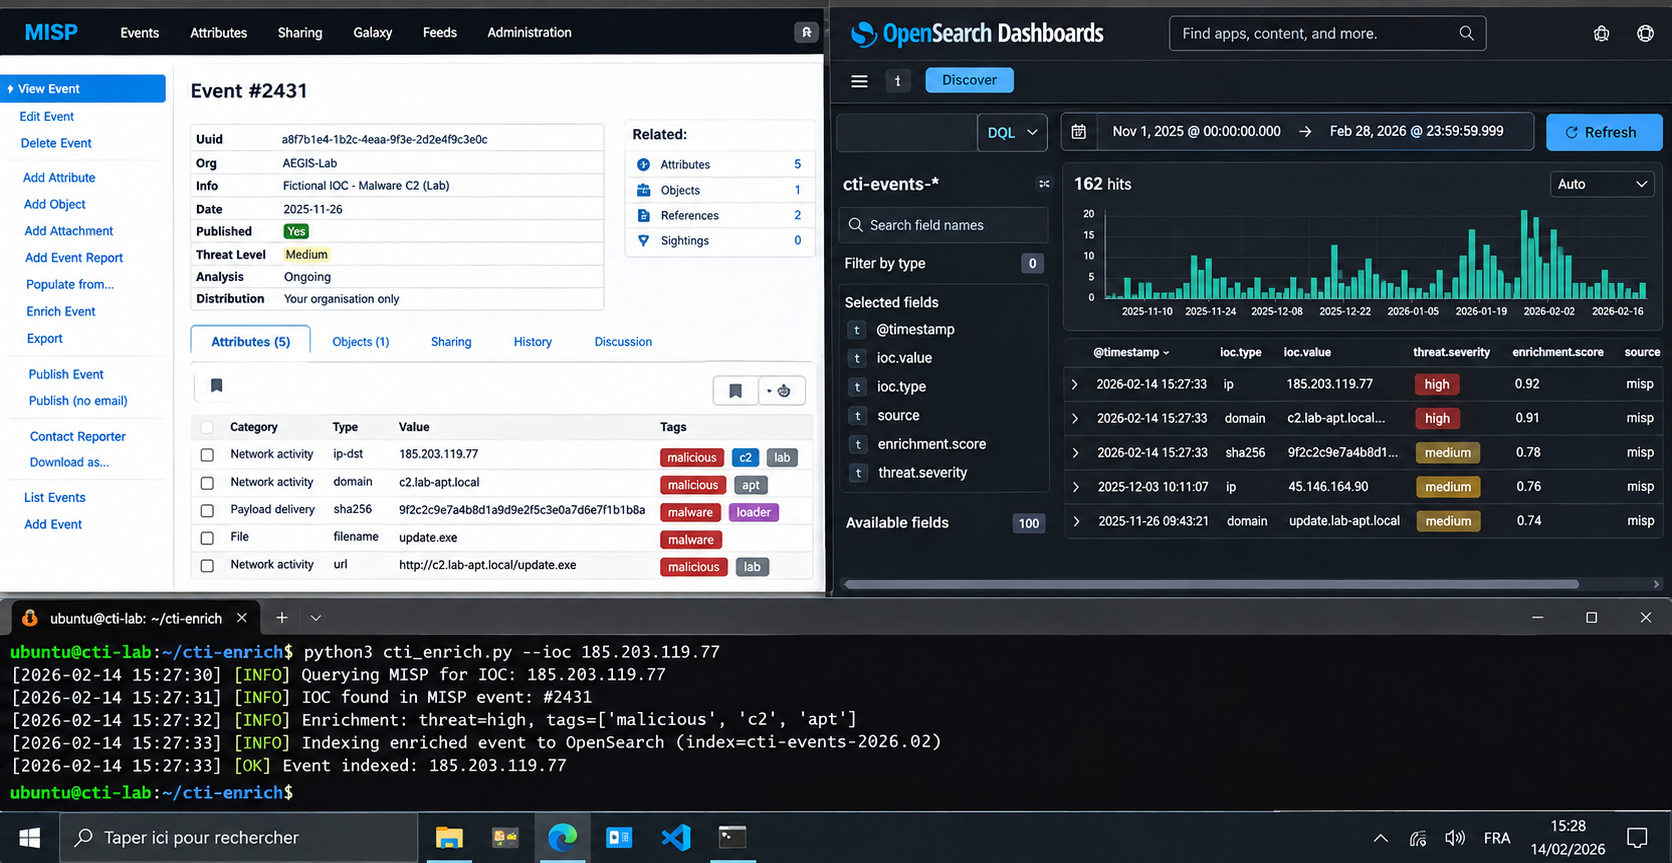 MISP Events Attributes Sharing Galaxy Feeds Administration
View Event
Edit Event
Delete Event
Add Attribute
Add Object
Add Attachment
Add Event Report
Populate from...
Enrich Event
Export
Publish Event
Publish (no email)
Contact Reporter
Download as...
List Events
Add Event
Event #2431
Uuid a8f7b1e4-1b2c-4eaa-9f3e-2d2e4f9c3e0c
Org AEGIS-Lab
Info Fictional IOC - Malware C2 (Lab)
Date 2025-11-26
Published Yes
Threat Level Medium
Analysis Ongoing
Distribution Your organisation only
Related:
Attributes 5
Objects 1
References 2
Sightings 0
Attributes (5) Objects (1) Sharing History Discussion
Category Type Value Tags
Network activity ip-dst 185.203.119.77 malicious c2 lab
Network activity domain c2.lab-apt.local malicious apt
Payload delivery sha256 9f2c2c9e7a4b8d1a9d9e2f5c3e0a7d6e7f1b1b8a malware loader
File filename update.exe malware
Network activity url http://c2.lab-apt.local/update.exe malicious lab
OpenSearch Dashboards Find apps, content, and more.
t Discover
DQL Nov 1, 2025 @ 00:00:00.000 → Feb 28, 2026 @ 23:59:59.999 Refresh
cti-events-*
Search field names
Filter by type 0
Selected fields
t @timestamp
t ioc.value
t ioc.type
t source
t enrichment.score
t threat.severity
Available fields 100
162 hits Auto
20
15
10
5
0
2025-11-10 2025-11-24 2025-12-08 2025-12-22 2026-01-05 2026-01-19 2026-02-02 2026-02-16
@timestamp ioc.type ioc.value threat.severity enrichment.score source
2026-02-14 15:27:33 ip 185.203.119.77 high 0.92 misp
2026-02-14 15:27:33 domain c2.lab-apt.local... high 0.91 misp
2026-02-14 15:27:33 sha256 9f2c2c9e7a4b8d1... medium 0.78 misp
2025-12-03 10:11:07 ip 45.146.164.90 medium 0.76 misp
2025-11-26 09:43:21 domain update.lab-apt.local medium 0.74 misp
ubuntu@cti-lab: ~/cti-enrich
ubuntu@cti-lab:~/cti-enrich$ python3 cti_enrich.py --ioc 185.203.119.77
[2026-02-14 15:27:30] [INFO] Querying MISP for IOC: 185.203.119.77
[2026-02-14 15:27:31] [INFO] IOC found in MISP event: #2431
[2026-02-14 15:27:32] [INFO] Enrichment: threat=high, tags=['malicious', 'c2', 'apt']
[2026-02-14 15:27:33] [INFO] Indexing enriched event to OpenSearch (index=cti-events-2026.02)
[2026-02-14 15:27:33] [OK] Event indexed: 185.203.119.77
ubuntu@cti-lab:~/cti-enrich$
Taper ici pour rechercher
FRA
15:28
14/02/2026